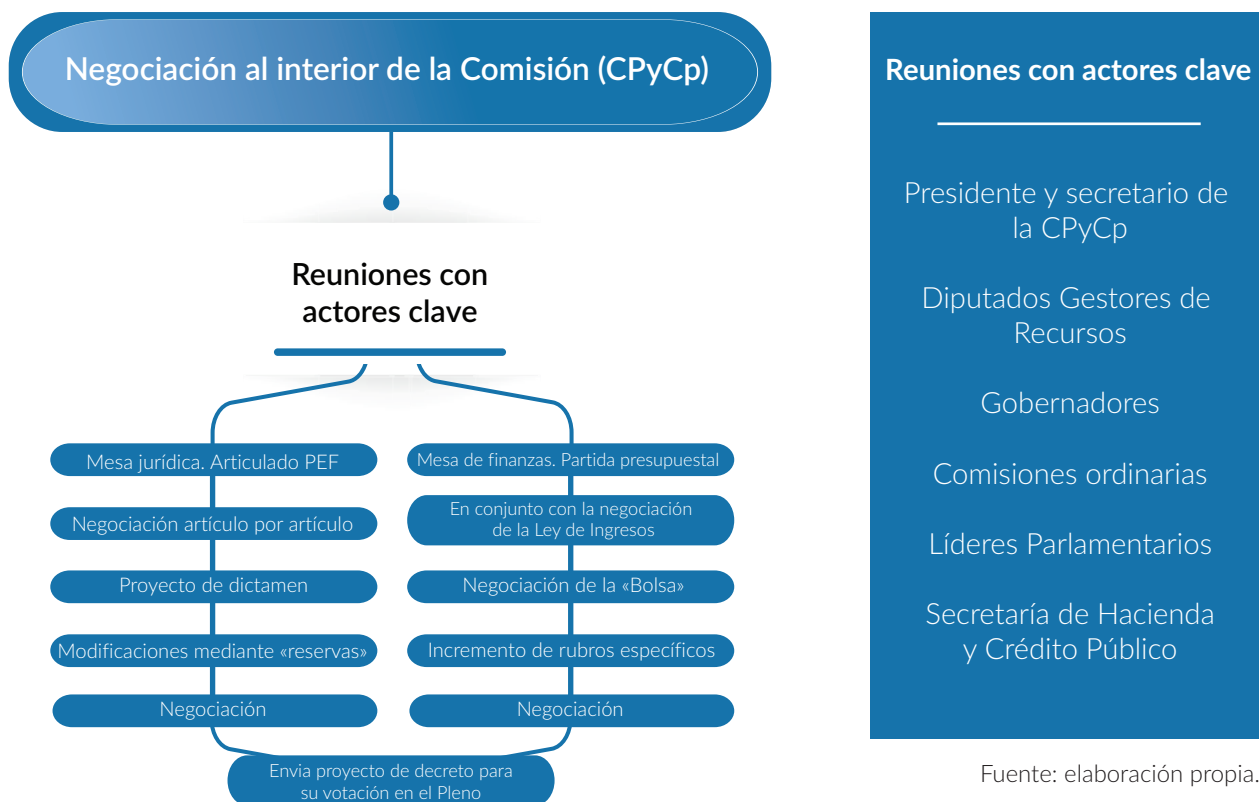 Negociación al interior de la Comisión (CPyCp)
Reuniones con
actores clave
Mesa jurídica. Articulado PEF
Negociación artículo por artículo
Proyecto de dictamen
Modificaciones mediante «reservas»
Negociación
Mesa de finanzas. Partida presupuestal
En conjunto con la negociación
de la Ley de Ingresos
Negociación de la «Bolsa»
Incremento de rubros específicos
Negociación
Envia proyecto de decreto para
su votación en el Pleno
Reuniones con actores clave
Presidente y secretario de
la CPyCp
Diputados Gestores de
Recursos
Gobernadores
Comisiones ordinarias
Líderes Parlamentarios
Secretaría de Hacienda
y Crédito Público
Fuente: elaboración propia.